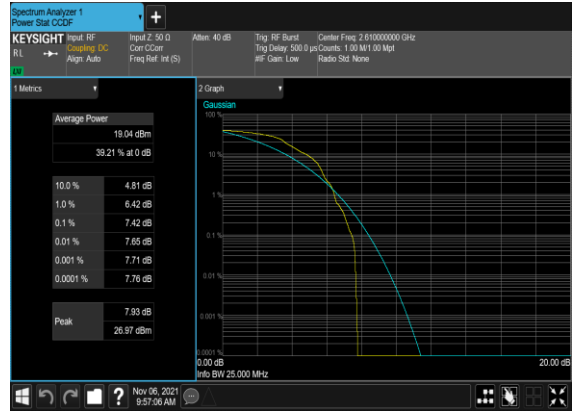 Spectrum Analyzer 1
Power Stat CCDF
KEYSIGHT
RL
Input: RF
Coupling: DC
Align: Auto
Input Z: 50 Ω
Corr CCorr
Freq Ref: Int (S)
Atten: 40 dB
Trig: RF Burst
Trig Delay: 500.0 µs
#IF Gain: Low
Center Freq: 2.610000000 GHz
Counts: 1.00 M/1.00 Mpt
Radio Std: None
1 Metrics
Average Power
19.04 dBm
39.21 % at 0 dB
10.0 % 4.81 dB
1.0 % 6.42 dB
0.1 % 7.42 dB
0.01 % 7.65 dB
0.001 % 7.71 dB
0.0001 % 7.76 dB
Peak
7.93 dB
26.97 dBm
2 Graph
Gaussian
100 %
10 %
1 %
0.1 %
0.01 %
0.001 %
0.0001 %
0.00 dB 20.00 dB
Info BW 25.000 MHz
? Nov 06, 2021
9:57:06 AM